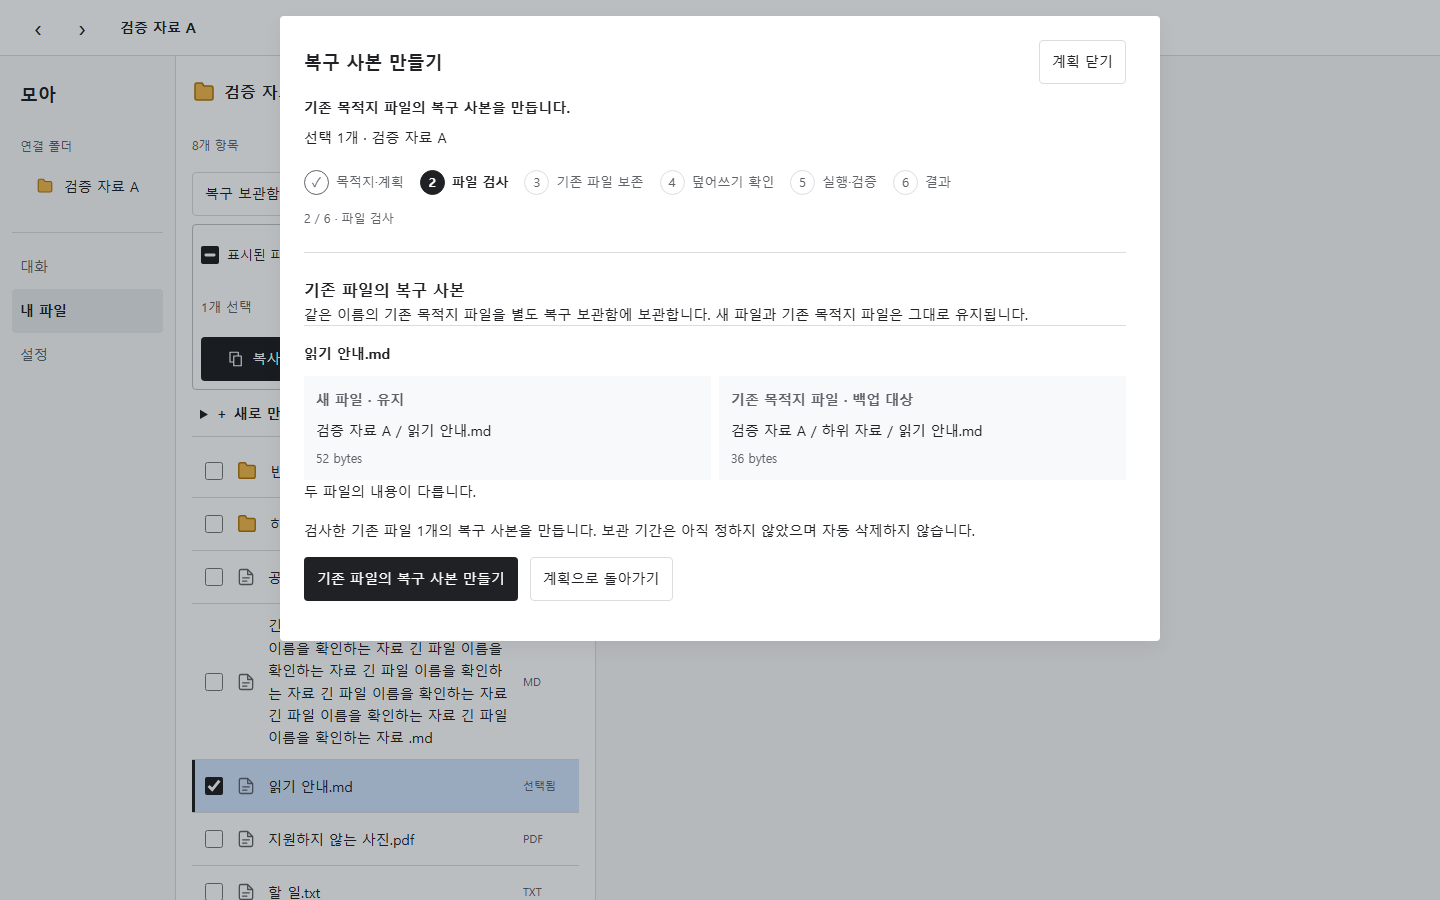 검증 자료 A
모아
연결 폴더
검증 자료 A
대화
내 파일
설정
검증 자
8개 항목
복구 보관함
표시된
1개 선택
복사
+ 새로 만
복구 사본 만들기
계획 닫기
기존 목적지 파일의 복구 사본을 만듭니다.
선택 1개 · 검증 자료 A
✓ 목적지·계획 2 파일 검사 3 기존 파일 보존 4 덮어쓰기 확인 5 실행·검증 6 결과
2 / 6 · 파일 검사
기존 파일의 복구 사본
같은 이름의 기존 목적지 파일을 별도 복구 보관함에 보관합니다. 새 파일과 기존 목적지 파일은 그대로 유지됩니다.
읽기 안내.md
새 파일 · 유지
검증 자료 A / 읽기 안내.md
52 bytes
기존 목적지 파일 · 백업 대상
검증 자료 A / 하위 자료 / 읽기 안내.md
36 bytes
두 파일의 내용이 다릅니다.
검사한 기존 파일 1개의 복구 사본을 만듭니다. 보관 기간은 아직 정하지 않았으며 자동 삭제하지 않습니다.
기존 파일의 복구 사본 만들기
계획으로 돌아가기
공
긴
이름을 확인하는 자료 긴 파일 이름을
확인하는 자료 긴 파일 이름을 확인하
는 자료 긴 파일 이름을 확인하는 자료
긴 파일 이름을 확인하는 자료 긴 파일
이름을 확인하는 자료 .md
MD
읽기 안내.md
선택됨
지원하지 않는 사진.pdf
PDF
할 일.txt
TXT